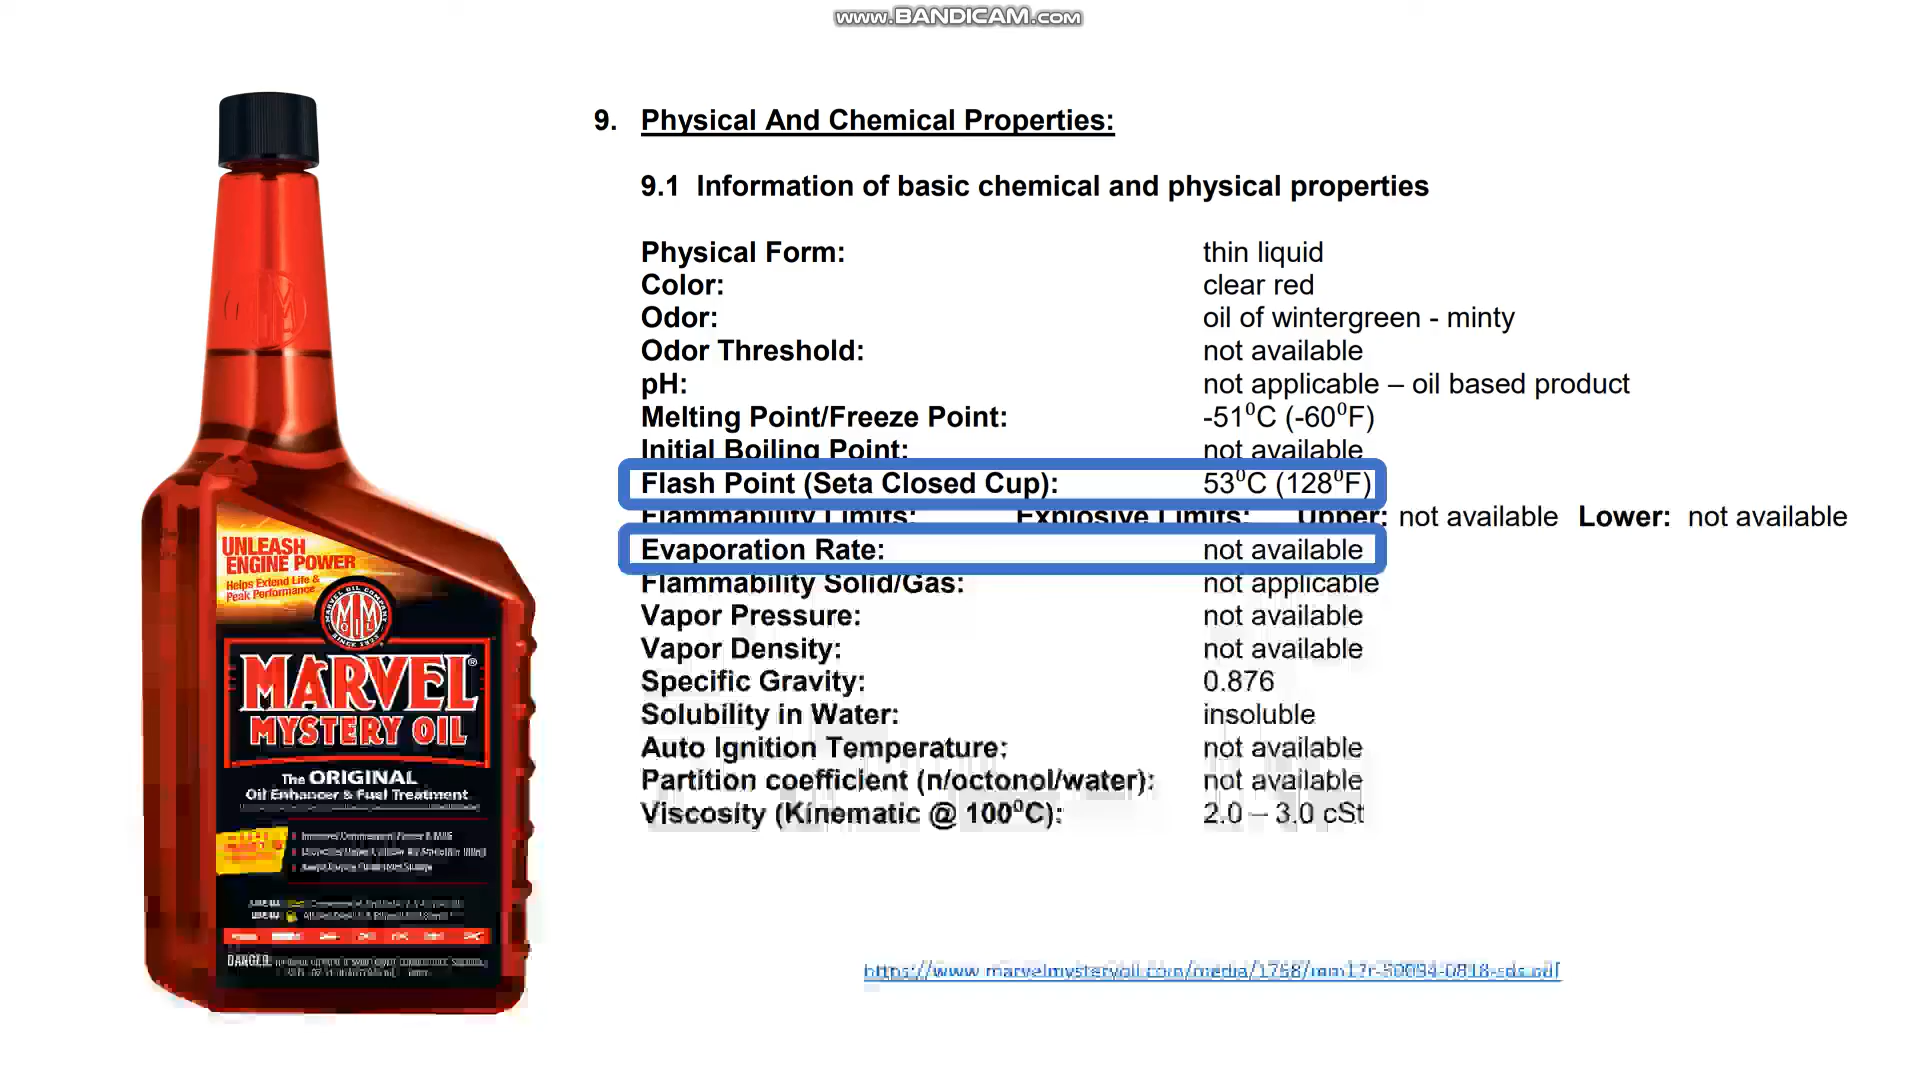 www.BANDICAM.com
9. Physical And Chemical Properties:
9.1 Information of basic chemical and physical properties
Physical Form: thin liquid
Color: clear red
Odor: oil of wintergreen - minty
Odor Threshold: not available
pH: not applicable – oil based product
Melting Point/Freeze Point: -51⁰C (-60⁰F)
Initial Boiling Point: not available
Flash Point (Seta Closed Cup): 53⁰C (128⁰F)
Flammability Limits: Explosive Limits: Upper: not available Lower: not available
Evaporation Rate: not available
Flammability Solid/Gas: not applicable
Vapor Pressure: not available
Vapor Density: not available
Specific Gravity: 0.876
Solubility in Water: insoluble
Auto Ignition Temperature: not available
Partition coefficient (n/octonol/water): not available
Viscosity (Kinematic @ 100⁰C): 2.0 – 3.0 cSt
UNLEASH
ENGINE POWER
Helps Extend Life &
Peak Performance
MARVEL®
MYSTERY OIL
The ORIGINAL
Oil Enhancer & Fuel Treatment
DANGER